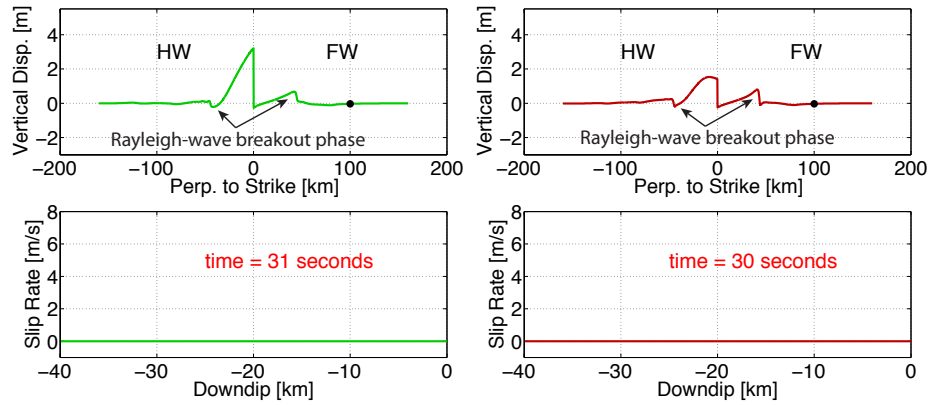 Vertical Disp. [m]
4
2
0
−2
HW
FW
Rayleigh-wave breakout phase
−200
−100
0
100
200
Perp. to Strike [km]
Vertical Disp. [m]
4
2
0
−2
HW
FW
Rayleigh-wave breakout phase
−200
−100
0
100
200
Perp. to Strike [km]
Slip Rate [m/s]
8
6
4
2
0
time = 31 seconds
−40
−30
−20
−10
0
Downdip [km]
Slip Rate [m/s]
8
6
4
2
0
time = 30 seconds
−40
−30
−20
−10
0
Downdip [km]